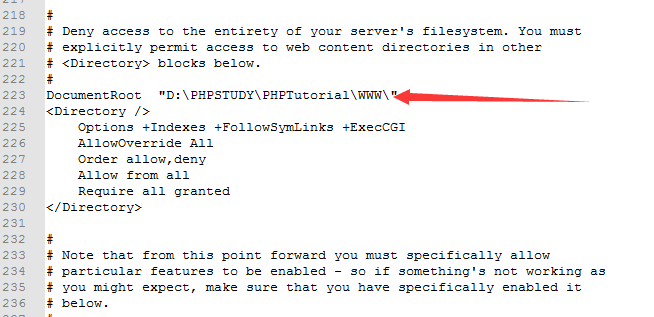 218 #
219 # Deny access to the entirety of your server's filesystem. You must
220 # explicitly permit access to web content directories in other
221 # <Directory> blocks below.
222 #
223 DocumentRoot  "D:\PHPSTUDY\PHPTutorial\WWW\"
224 <Directory />
225     Options +Indexes +FollowSymLinks +ExecCGI
226     AllowOverride All
227     Order allow,deny
228     Allow from all
229     Require all granted
230 </Directory>
231
232 #
233 # Note that from this point forward you must specifically allow
234 # particular features to be enabled - so if something's not working as
235 # you might expect, make sure that you have specifically enabled it
236 # below.